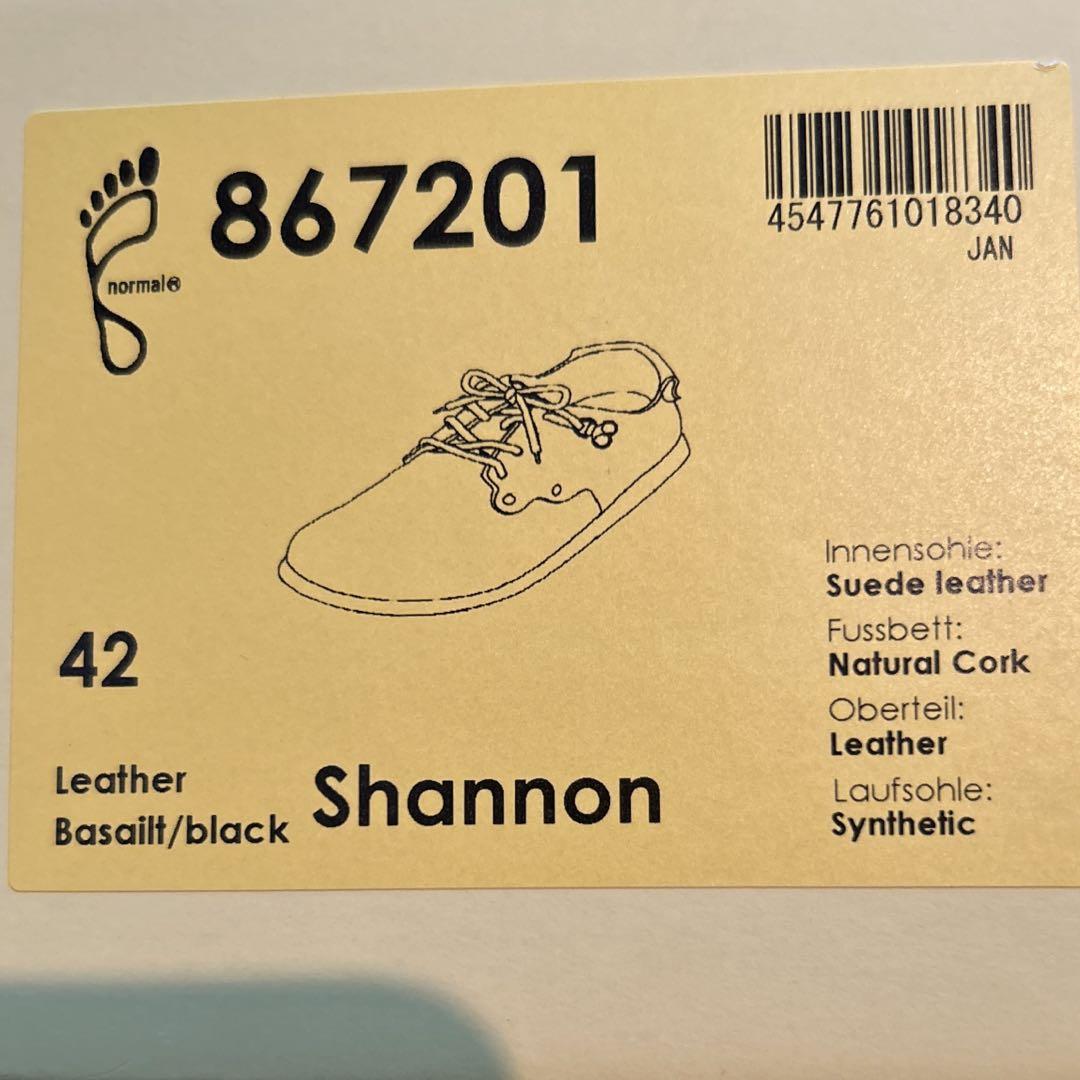 867201
normal®
4547761018340
JAN
Innensohle:
Suede leather
Fussbett:
Natural Cork
Oberteil:
Leather
Laufsohle:
Synthetic
42
Leather
Basailt/black
Shannon